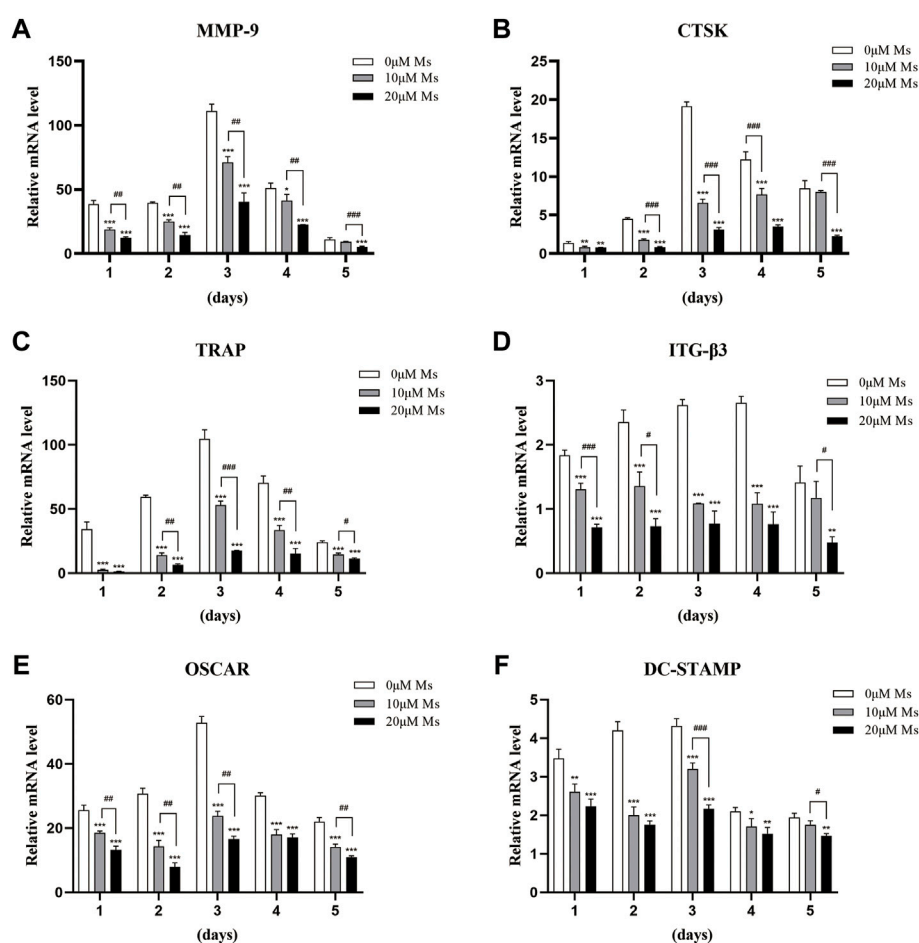 A
MMP-9
Relative mRNA level
150
100
50
0
0μM Ms
10μM Ms
20μM Ms
***
##
***
***
##
***
***
##
***
*
##
***
###
***
1 2 3 4 5
(days)
B
CTSK
Relative mRNA level
25
20
15
10
5
0
0μM Ms
10μM Ms
20μM Ms
**
**
***
###
***
***
###
***
###
***
***
###
***
1 2 3 4 5
(days)
C
TRAP
Relative mRNA level
150
100
50
0
0μM Ms
10μM Ms
20μM Ms
***
***
***
##
***
***
###
***
***
##
***
***
#
***
1 2 3 4 5
(days)
D
ITG-β3
Relative mRNA level
3
2
1
0
0μM Ms
10μM Ms
20μM Ms
***
###
***
***
#
***
***
***
***
***
#
**
1 2 3 4 5
(days)
E
OSCAR
Relative mRNA level
60
40
20
0
0μM Ms
10μM Ms
20μM Ms
***
##
***
***
##
***
***
##
***
***
***
***
##
***
1 2 3 4 5
(days)
F
DC-STAMP
Relative mRNA level
5
4
3
2
1
0
0μM Ms
10μM Ms
20μM Ms
**
***
***
***
***
###
***
*
**
#
**
1 2 3 4 5
(days)